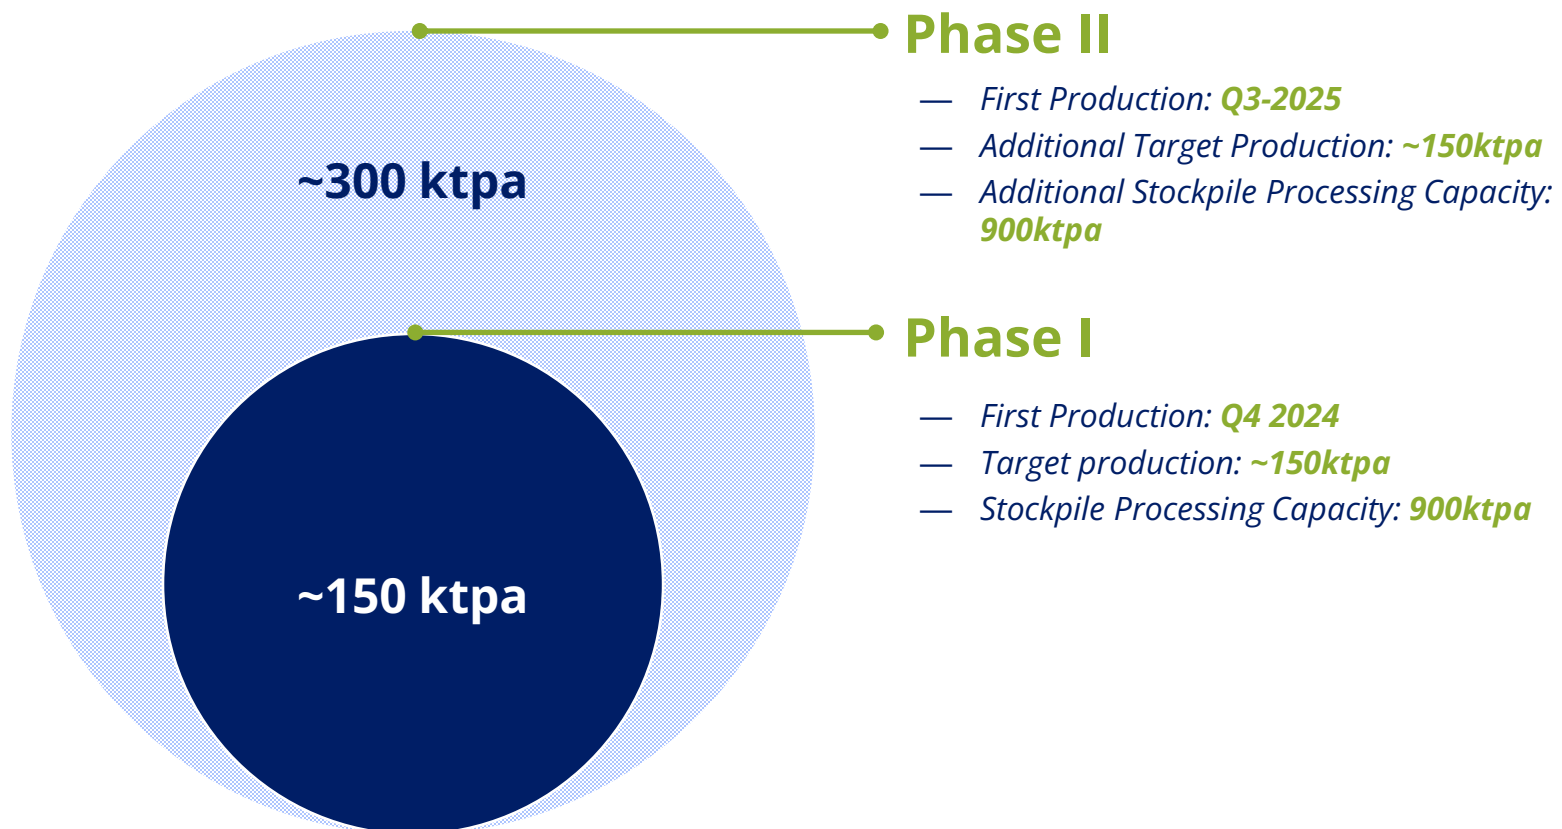 Phase II
— First Production: Q3-2025
— Additional Target Production: ~150ktpa
— Additional Stockpile Processing Capacity:
900ktpa
~300 ktpa
Phase I
— First Production: Q4 2024
— Target production: ~150ktpa
— Stockpile Processing Capacity: 900ktpa
~150 ktpa